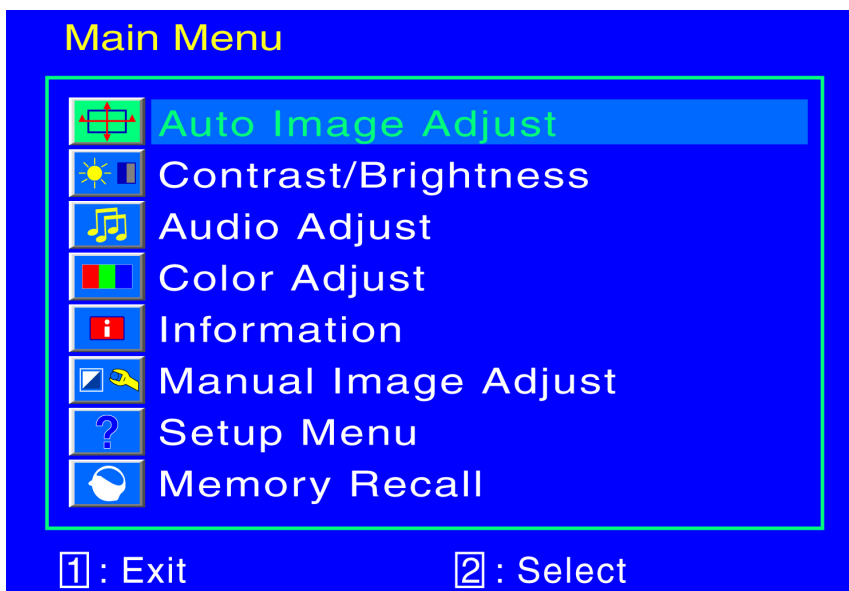 Main Menu
Auto Image Adjust
Contrast/Brightness
Audio Adjust
Color Adjust
i Information
Manual Image Adjust
? Setup Menu
Memory Recall
1 : Exit 2 : Select